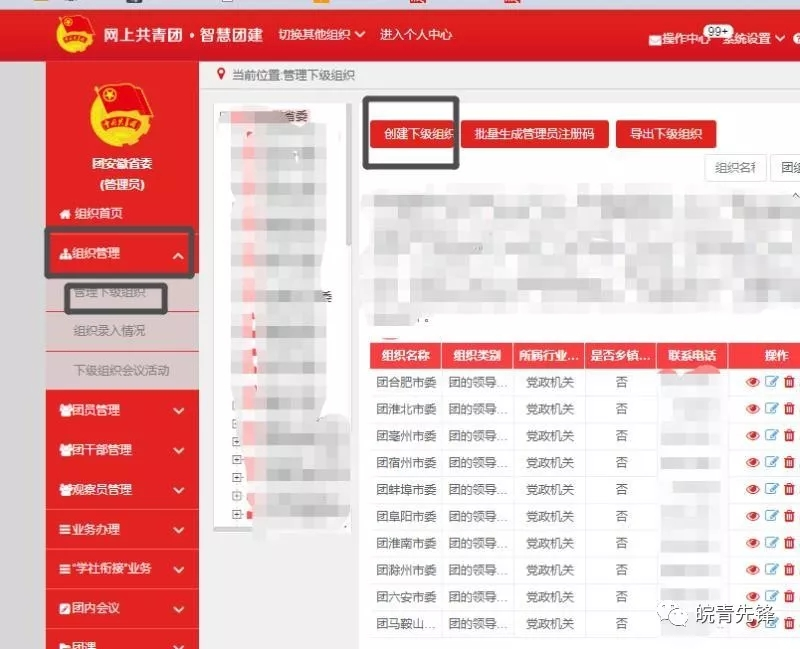 网上共青团·智慧团建 切换其他组织 进入个人中心 操作中心 99+ 系统设置
当前位置:管理下级组织
团安徽省委
(管理员)
组织首页
组织管理
管理下级组织
组织录入情况
下级组织会议活动
团员管理
团干部管理
观察员管理
业务办理
"学社衔接"业务
团内会议
团课
省委
委
创建下级组织 批量生成管理员注册码 导出下级组织
组织名称 团组
组织名称 组织类别 所属行业... 是否乡镇... 联系电话 操作
团合肥市委 团的领导... 党政机关 否
团淮北市委 团的领导... 党政机关 否
团亳州市委 团的领导... 党政机关 否
团宿州市委 团的领导... 党政机关 否
团蚌埠市委 团的领导... 党政机关 否
团阜阳市委 团的领导... 党政机关 否
团淮南市委 团的领导... 党政机关 否
团滁州市委 团的领导... 党政机关 否
团六安市委 团的领导... 党政机关 否
团马鞍山... 团的领导... 党政机关 否
皖青先锋